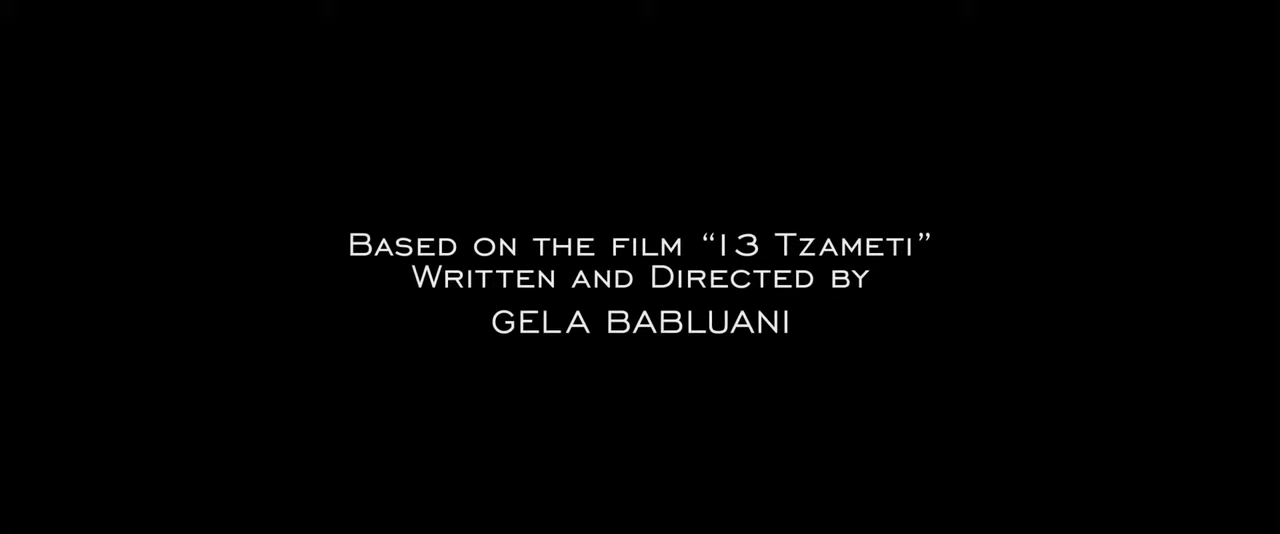 Based on the film “13 Tzameti”
Written and Directed by
GELA BABLUANI